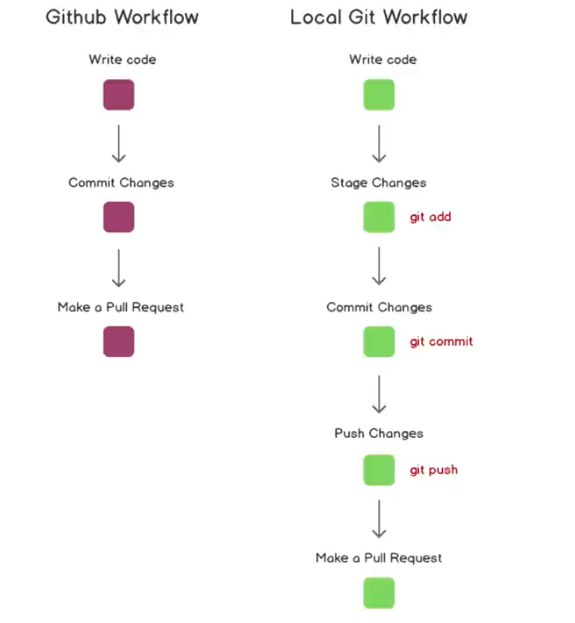 Github Workflow
Write code
Commit Changes
Make a Pull Request
Local Git Workflow
Write code
Stage Changes
git add
Commit Changes
git commit
Push Changes
git push
Make a Pull Request